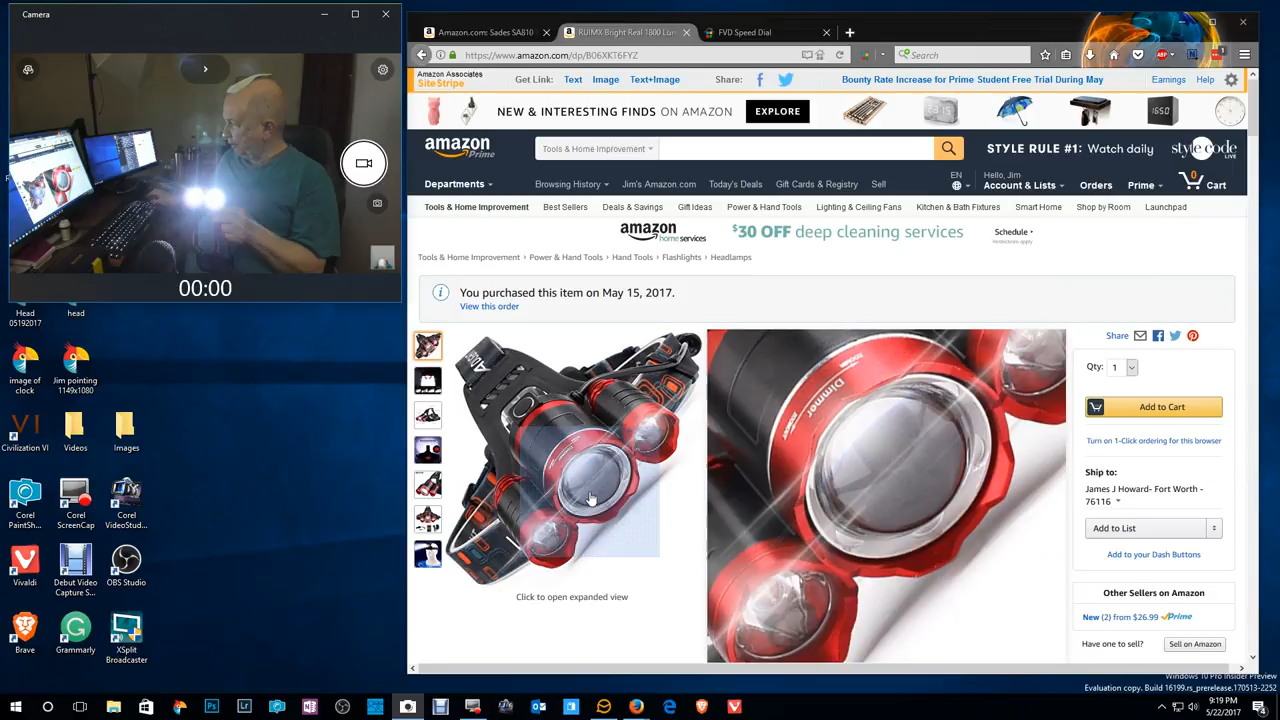 Camera
00:00
Head
05192017
head
image of
clock
Jim pointing
1149x1080
Civilization VI
Videos
Images
Corel
PaintSh...
Corel
ScreenCap
Corel
VideoStud...
Vivaldi
Debut Video
Capture S...
OBS Studio
Brave
Grammarly
XSplit
Broadcaster
Amazon.com: Sades SA810
RUIMX Bright Real 1800 Lum
FVD Speed Dial
https://www.amazon.com/dp/B06XKT6FYZ
Search
Amazon Associates
SiteStripe
Get Link: Text Image Text+Image Share:
Bounty Rate Increase for Prime Student Free Trial During May
Earnings Help
NEW & INTERESTING FINDS ON AMAZON EXPLORE
amazon
Prime
Tools & Home Improvement
STYLE RULE #1: Watch daily
style code
LIVE
Departments
Browsing History Jim's Amazon.com Today's Deals Gift Cards & Registry Sell
EN
Hello, Jim
Account & Lists Orders Prime
0
Cart
Tools & Home Improvement Best Sellers Deals & Savings Gift Ideas Power & Hand Tools Lighting & Ceiling Fans Kitchen & Bath Fixtures Smart Home Shop by Room Launchpad
amazon
home services
$30 OFF deep cleaning services
Schedule
Restrictions apply
Tools & Home Improvement › Power & Hand Tools › Hand Tools › Flashlights › Headlamps
You purchased this item on May 15, 2017.
View this order
Dimmer
Click to open expanded view
Share
Qty: 1
Add to Cart
Turn on 1-Click ordering for this browser
Ship to:
James J Howard- Fort Worth -
76116
Add to List
Add to your Dash Buttons
Other Sellers on Amazon
New (2) from $26.99 Prime
Have one to sell? Sell on Amazon
Windows 10 Pro Insider Preview
Evaluation copy. Build 16199.rs_prerelease.170513-2252
9:19 PM
5/22/2017